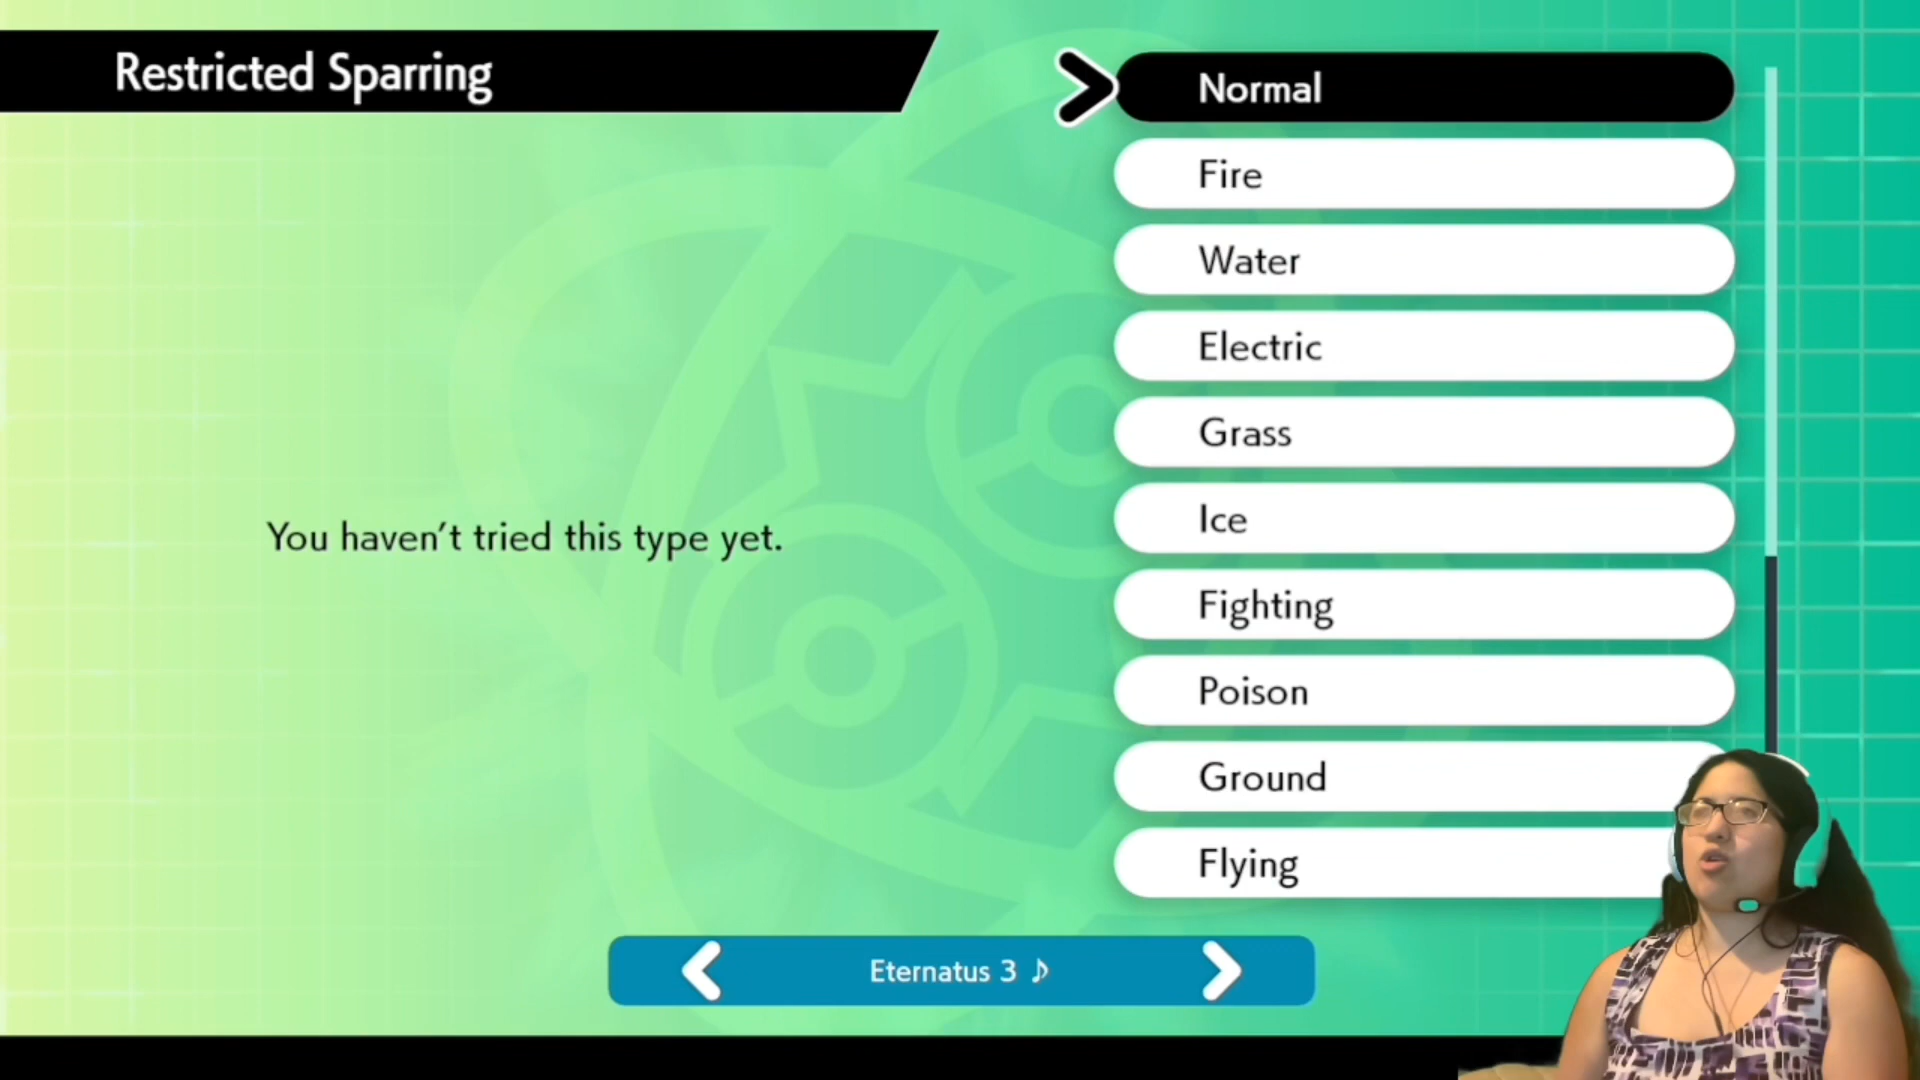 Restricted Sparring
Normal
Fire
Water
Electric
Grass
Ice
Fighting
Poison
Ground
Flying
You haven't tried this type yet.
Eternatus 3 ♪